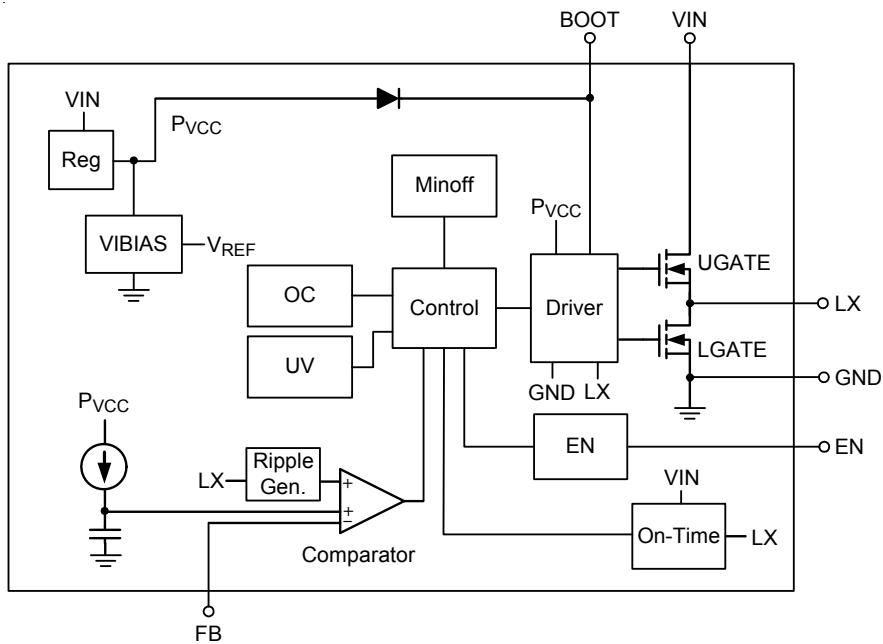 BOOT VIN
VIN
PVCC
Reg
Minoff
PVCC
VIBIAS VREF
UGATE
OC Control Driver LX
LGATE
UV
GND LX GND
PVCC
EN EN
Ripple
Gen.
LX
+
+
−
VIN
On-Time LX
Comparator
FB